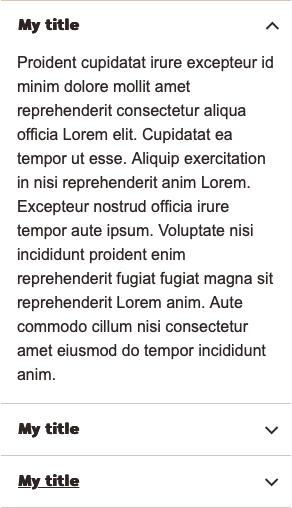 My title
Proident cupidatat irure excepteur id
minim dolore mollit amet
reprehenderit consectetur aliqua
officia Lorem elit. Cupidatat ea
tempor ut esse. Aliquip exercitation
in nisi reprehenderit anim Lorem.
Excepteur nostrud officia irure
tempor aute ipsum. Voluptate nisi
incididunt proident enim
reprehenderit fugiat fugiat magna sit
reprehenderit Lorem anim. Aute
commodo cillum nisi consectetur
amet eiusmod do tempor incididunt
anim.
My title
My title